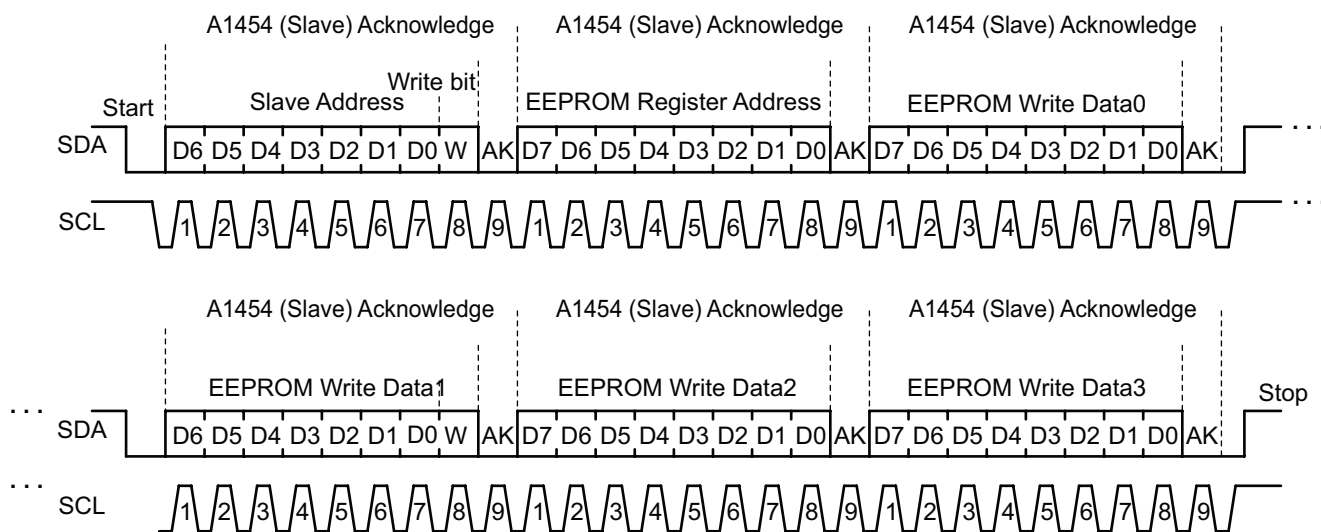 A1454 (Slave) Acknowledge A1454 (Slave) Acknowledge A1454 (Slave) Acknowledge
Write bit
Start Slave Address EEPROM Register Address EEPROM Write Data0
SDA D6 D5 D4 D3 D2 D1 D0 W AK D7 D6 D5 D4 D3 D2 D1 D0 AK D7 D6 D5 D4 D3 D2 D1 D0 AK . . .
SCL 1 2 3 4 5 6 7 8 9 1 2 3 4 5 6 7 8 9 1 2 3 4 5 6 7 8 9 . . .
A1454 (Slave) Acknowledge A1454 (Slave) Acknowledge A1454 (Slave) Acknowledge
EEPROM Write Data1 EEPROM Write Data2 EEPROM Write Data3 Stop
. . . SDA D6 D5 D4 D3 D2 D1 D0 W AK D7 D6 D5 D4 D3 D2 D1 D0 AK D7 D6 D5 D4 D3 D2 D1 D0 AK
. . . SCL 1 2 3 4 5 6 7 8 9 1 2 3 4 5 6 7 8 9 1 2 3 4 5 6 7 8 9